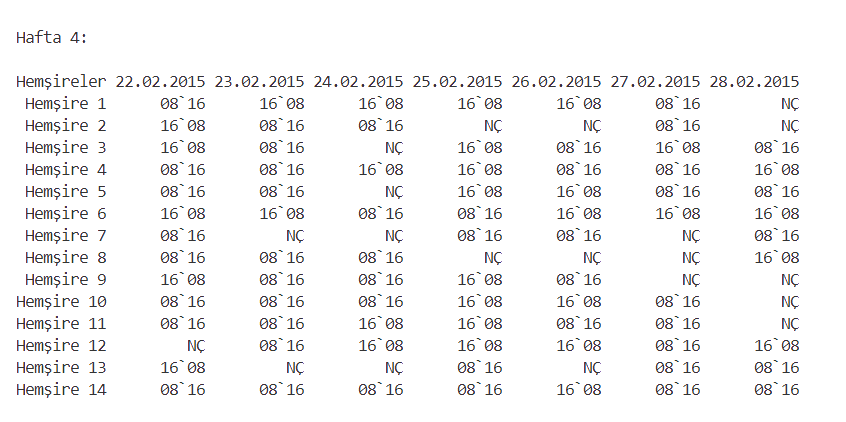 Hafta 4:
Hemşireler 22.02.2015 23.02.2015 24.02.2015 25.02.2015 26.02.2015 27.02.2015 28.02.2015
Hemşire 1 08`16 16`08 16`08 16`08 16`08 08`16 NÇ
Hemşire 2 16`08 08`16 08`16 NÇ NÇ 08`16 NÇ
Hemşire 3 16`08 08`16 NÇ 16`08 08`16 16`08 08`16
Hemşire 4 08`16 08`16 16`08 16`08 08`16 08`16 16`08
Hemşire 5 08`16 08`16 NÇ 16`08 16`08 08`16 08`16
Hemşire 6 16`08 16`08 08`16 08`16 16`08 16`08 16`08
Hemşire 7 08`16 NÇ NÇ 08`16 08`16 NÇ 08`16
Hemşire 8 08`16 08`16 08`16 NÇ NÇ NÇ 16`08
Hemşire 9 16`08 08`16 08`16 16`08 08`16 NÇ NÇ
Hemşire 10 08`16 08`16 08`16 16`08 16`08 08`16 NÇ
Hemşire 11 08`16 08`16 16`08 16`08 08`16 08`16 NÇ
Hemşire 12 NÇ 08`16 16`08 16`08 16`08 08`16 16`08
Hemşire 13 16`08 NÇ NÇ 08`16 NÇ 08`16 08`16
Hemşire 14 08`16 08`16 08`16 08`16 16`08 08`16 08`16